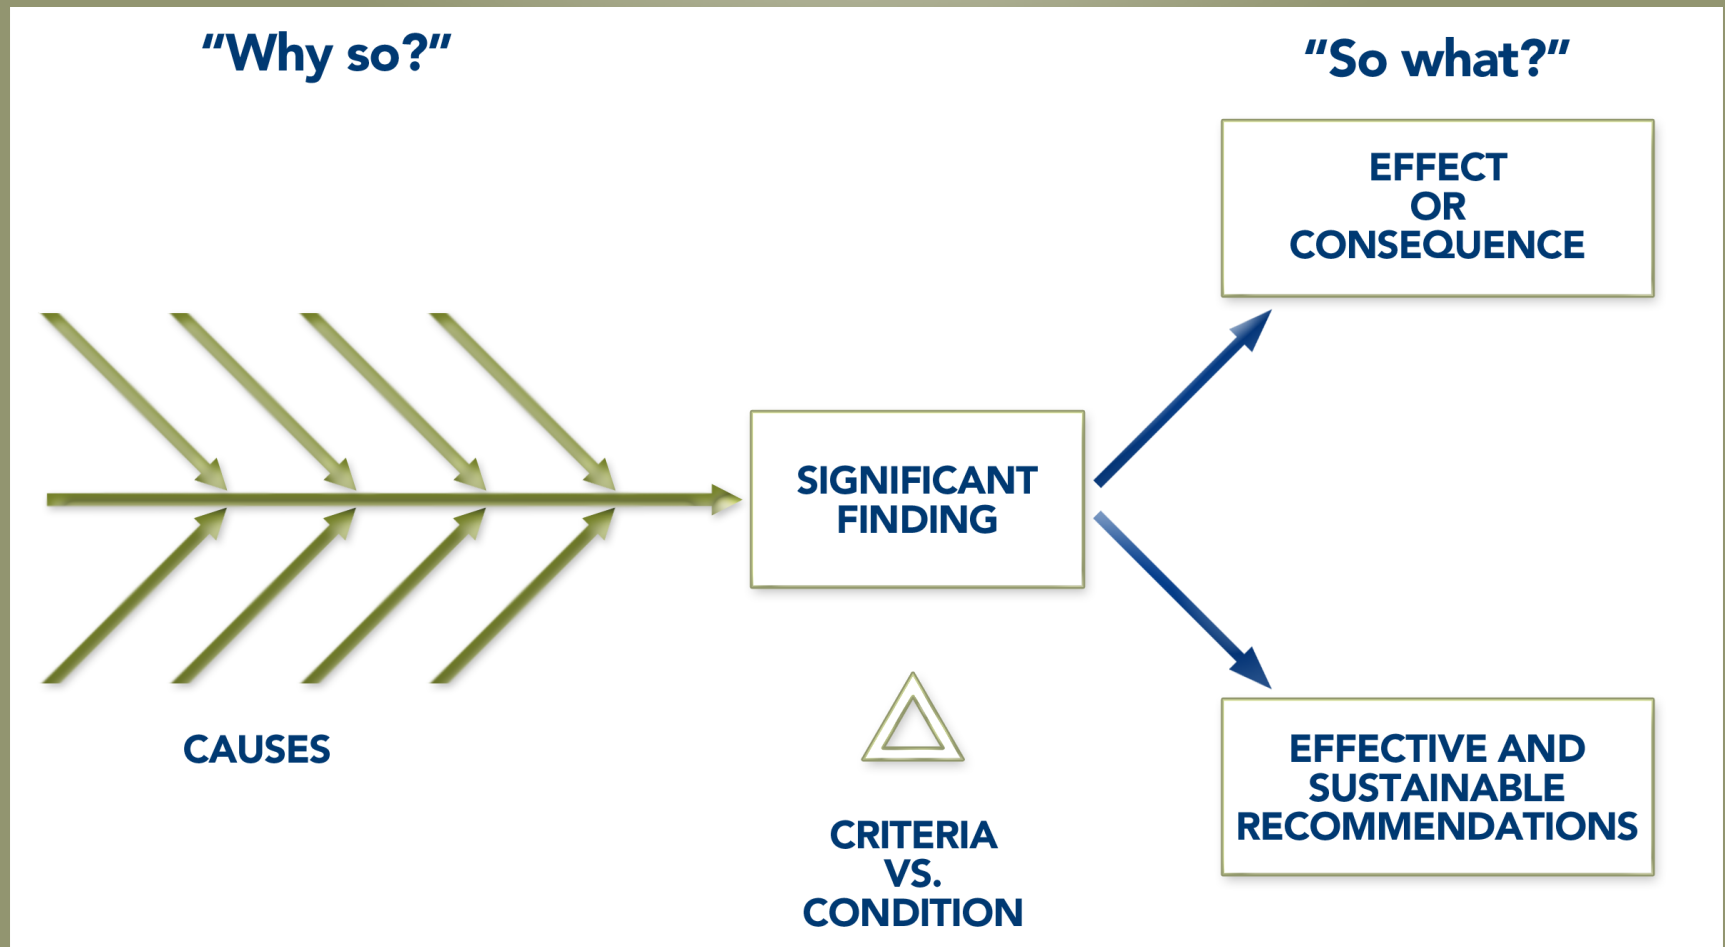 “Why so?”
“So what?”
EFFECT
OR
CONSEQUENCE
SIGNIFICANT
FINDING
CAUSES
CRITERIA
VS.
CONDITION
EFFECTIVE AND
SUSTAINABLE
RECOMMENDATIONS